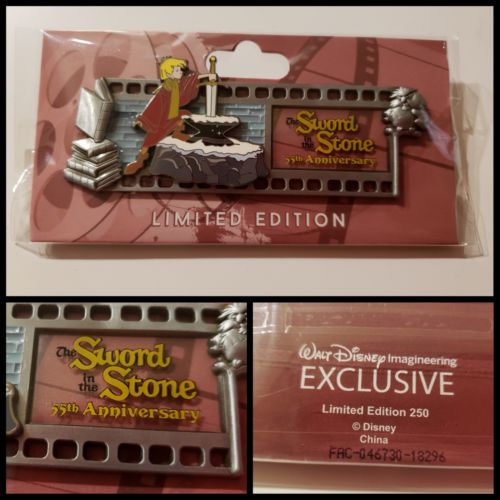 The
Sword
in the
Stone
55th Anniversary
LIMITED EDITION
The
Sword
in the
Stone
55th Anniversary
WALT DISNEY Imagineering
EXCLUSIVE
Limited Edition 250
© Disney
China
FAC-046730-18296